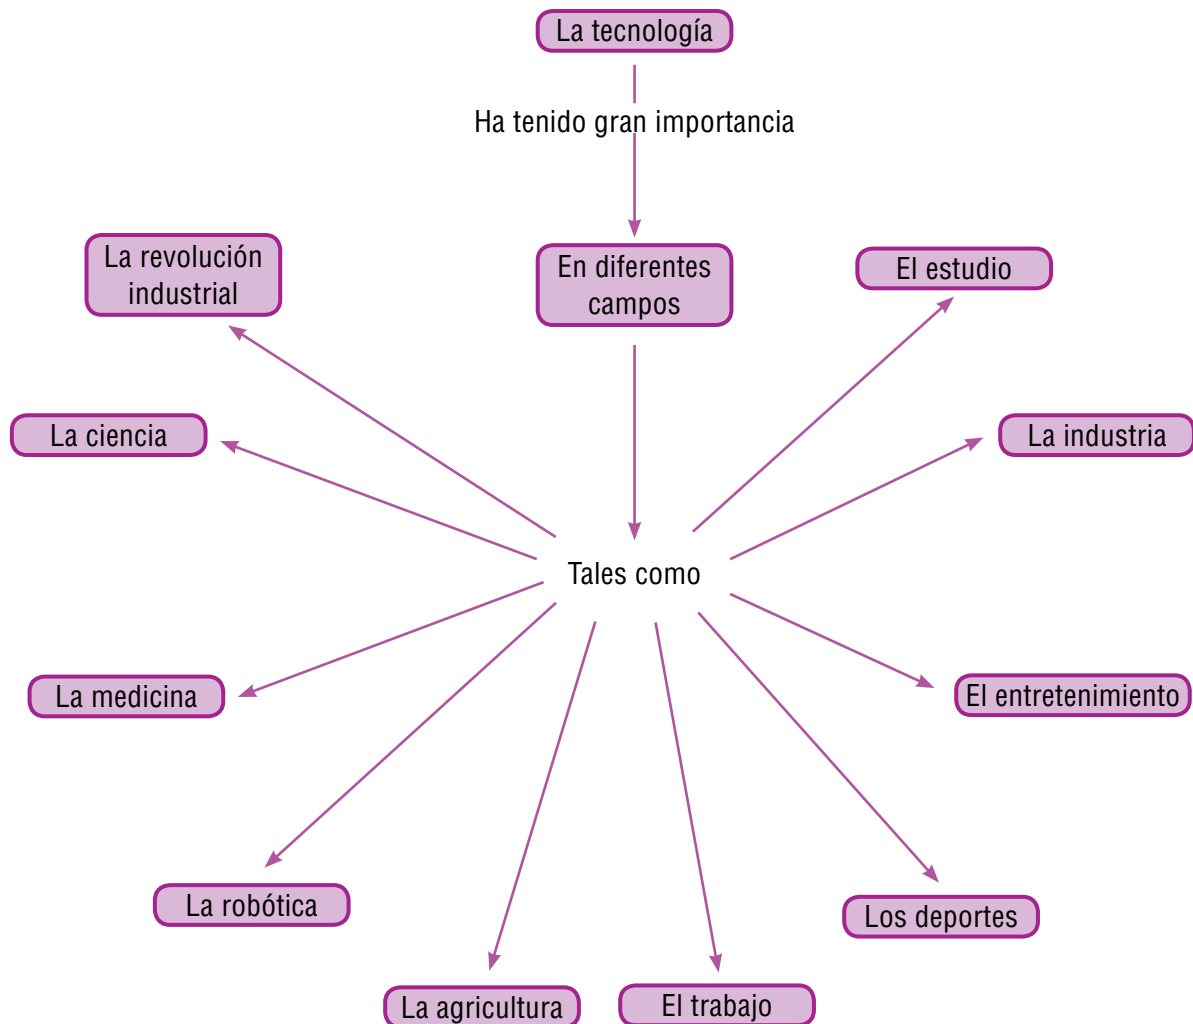 La tecnología
Ha tenido gran importancia
La revolución
industrial
En diferentes
campos
El estudio
La ciencia
La industria
Tales como
La medicina
El entretenimiento
La robótica
Los deportes
La agricultura
El trabajo